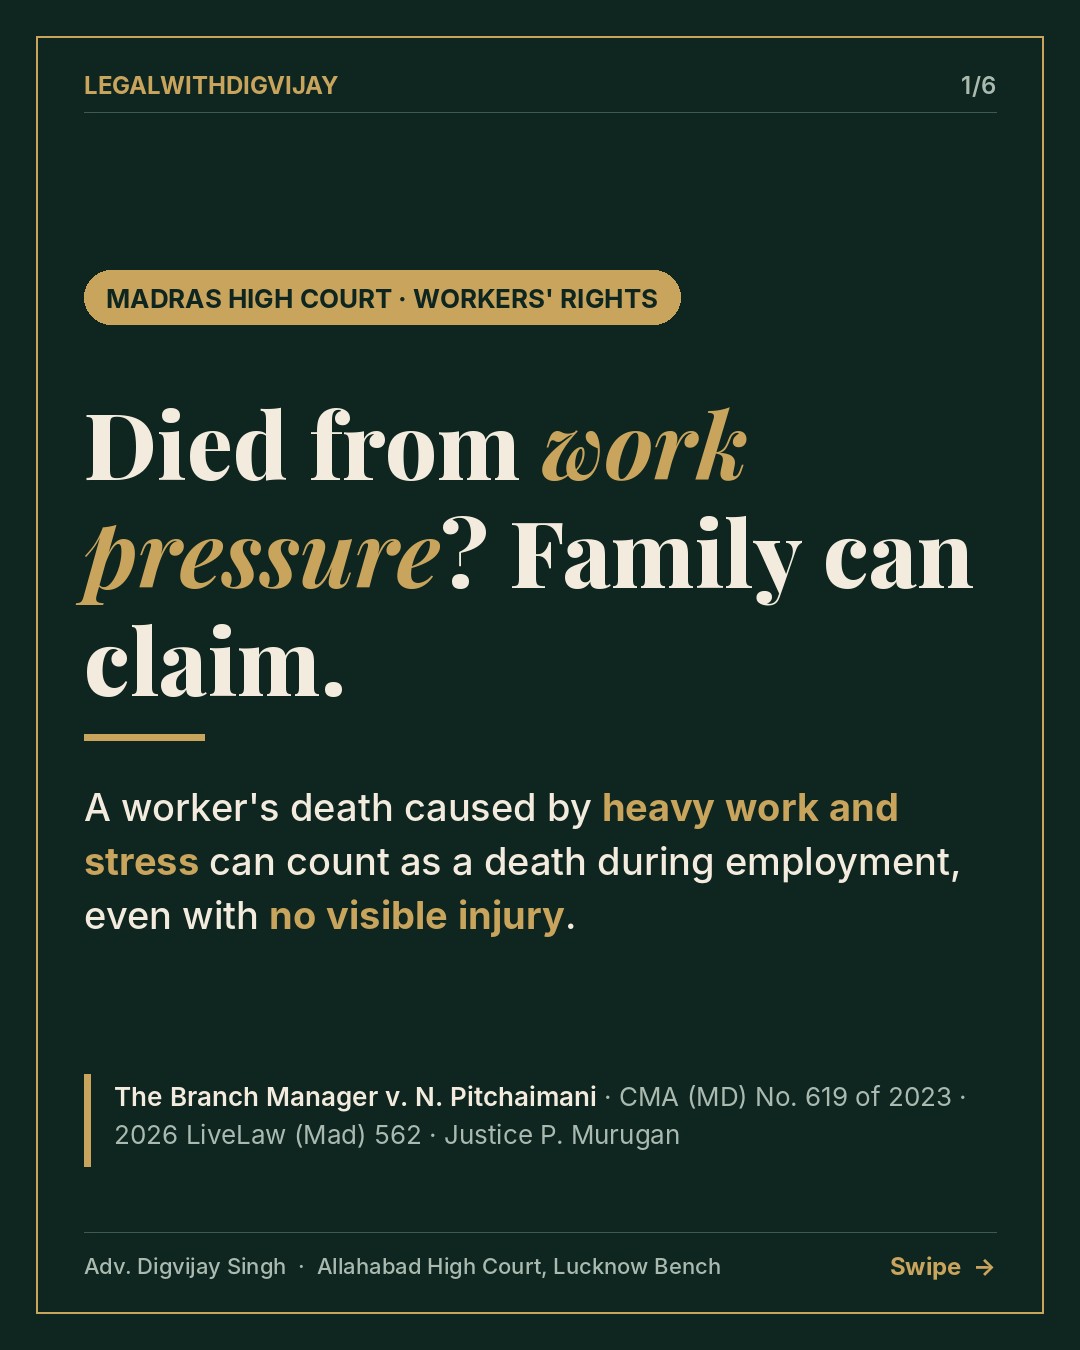 LEGALWITHDIGVIJAY
1/6
MADRAS HIGH COURT · WORKERS' RIGHTS
Died from work
pressure? Family can
claim.
A worker's death caused by heavy work and
stress can count as a death during employment,
even with no visible injury.
The Branch Manager v. N. Pitchaimani · CMA (MD) No. 619 of 2023 ·
2026 LiveLaw (Mad) 562 · Justice P. Murugan
Adv. Digvijay Singh · Allahabad High Court, Lucknow Bench
Swipe →